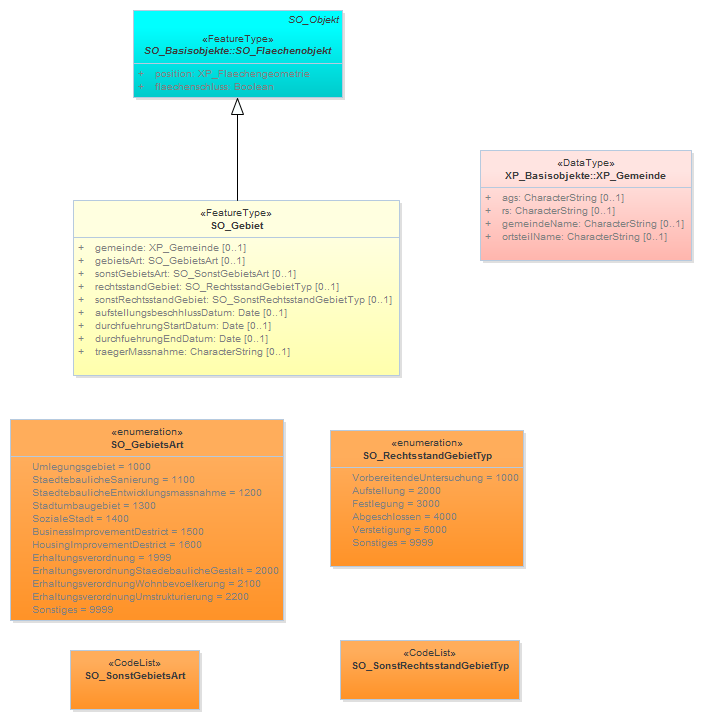 SO_Objekt
«FeatureType»
SO_Basisobjekte::SO_Flaechenobjekt
+ position: XP_Flaechengeometrie
+ flaechenschluss: Boolean
«DataType»
XP_Basisobjekte::XP_Gemeinde
+ ags: CharacterString [0..1]
+ rs: CharacterString [0..1]
+ gemeindeName: CharacterString [0..1]
+ ortsteilName: CharacterString [0..1]
«FeatureType»
SO_Gebiet
+ gemeinde: XP_Gemeinde [0..1]
+ gebietsArt: SO_GebietsArt [0..1]
+ sonstGebietsArt: SO_SonstGebietsArt [0..1]
+ rechtsstandGebiet: SO_RechtsstandGebietTyp [0..1]
+ sonstRechtsstandGebiet: SO_SonstRechtsstandGebietTyp [0..1]
+ aufstellungsbeschhlussDatum: Date [0..1]
+ durchfuehrungStartDatum: Date [0..1]
+ durchfuehrungEndDatum: Date [0..1]
+ traegerMassnahme: CharacterString [0..1]
«enumeration»
SO_GebietsArt
Umlegungsgebiet = 1000
StaedtebaulicheSanierung = 1100
StaedtebaulicheEntwicklungsmassnahme = 1200
Stadtumbaugebiet = 1300
SozialeStadt = 1400
BusinessImprovementDestrict = 1500
HousingImprovementDestrict = 1600
Erhaltungsverordnung = 1999
ErhaltungsverordnungStaedebaulicheGestalt = 2000
ErhaltungsverordnungWohnbevoelkerung = 2100
ErhaltungsverordnungUmstrukturierung = 2200
Sonstiges = 9999
«enumeration»
SO_RechtsstandGebietTyp
VorbereitendeUntersuchung = 1000
Aufstellung = 2000
Festlegung = 3000
Abgeschlossen = 4000
Verstetigung = 5000
Sonstiges = 9999
«CodeList»
SO_SonstGebietsArt
«CodeList»
SO_SonstRechtsstandGebietTyp